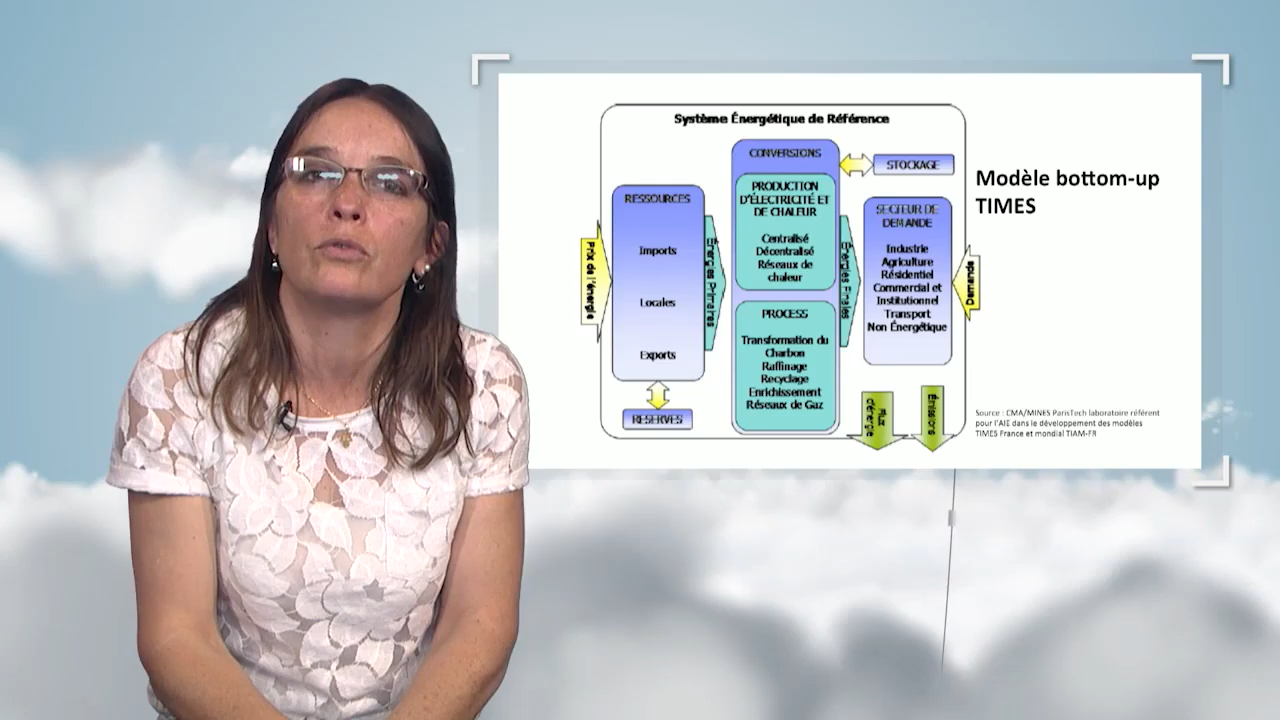 Système Énergétique de Référence
CONVERSIONS
STOCKAGE
PRODUCTION
D'ÉLECTRICITÉ ET
DE CHALEUR
Centralisé
Décentralisé
Réseaux de
chaleur
PROCESS
Transformation du
Charbon
Raffinage
Recyclage
Enrichissement
Réseaux de Gaz
RESSOURCES
Imports
Locales
Exports
RESERVES
Prix de l'énergie
Energies Primaires
Energies Finales
SECTEUR DE
DEMANDE
Industrie
Agriculture
Résidentiel
Commercial et
Institutionnel
Transport
Non Énergétique
Demande
Flux
d'énergie
Émissions
Modèle bottom-up
TIMES
Source : CMA/MINES ParisTech laboratoire référent
pour l'AIE dans le développement des modèles
TIMES France et mondial TIAM-FR